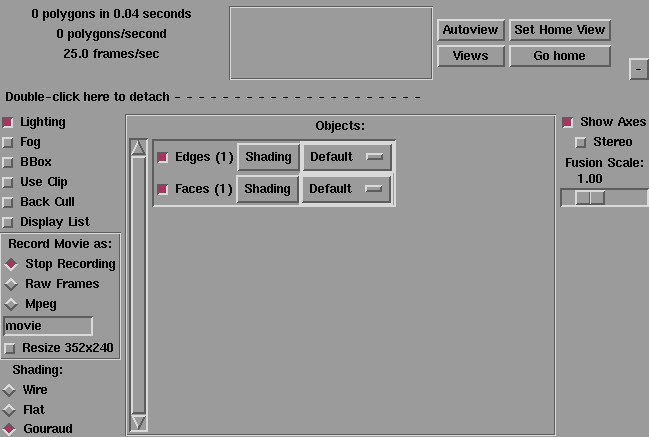 0 polygons in 0.04 seconds
0 polygons/second
25.0 frames/sec
Autoview
Set Home View
Views
Go home
-
Double-click here to detach - - - - - - - - - - - - - - - - - - - - - -
Lighting
Fog
BBox
Use Clip
Back Cull
Display List
Record Movie as:
Stop Recording
Raw Frames
Mpeg
movie
Resize 352x240
Shading:
Wire
Flat
Gouraud
Objects:
Edges (1) Shading Default
Faces (1) Shading Default
Show Axes
Stereo
Fusion Scale:
1.00